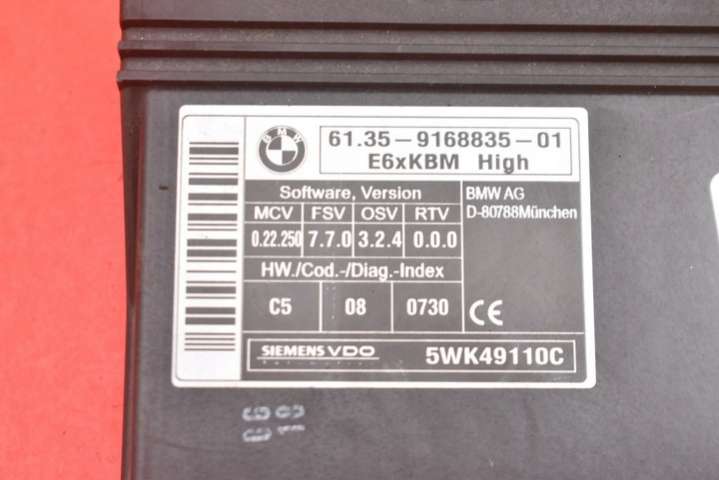 BMW
61.35-9168835-01
E6xKBM High
Software, Version
MCV FSV OSV RTV
0.22.250 7.7.0 3.2.4 0.0.0
BMW AG
D-80788München
HW./Cod.-/Diag.-Index
C5 08 0730
CE
SIEMENS VDO
5WK49110C